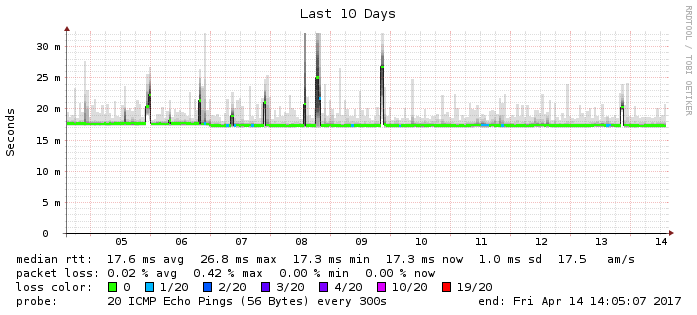 Last 10 Days
RRDTOOL / TOBI OETIKER
Seconds
30 m
25 m
20 m
15 m
10 m
5 m
0
05 06 07 08 09 10 11 12 13 14
median rtt: 17.6 ms avg 26.8 ms max 17.3 ms min 17.3 ms now 1.0 ms sd 17.5 am/s
packet loss: 0.02 % avg 0.42 % max 0.00 % min 0.00 % now
loss color: 0 1/20 2/20 3/20 4/20 10/20 19/20
probe: 20 ICMP Echo Pings (56 Bytes) every 300s end: Fri Apr 14 14:05:07 2017